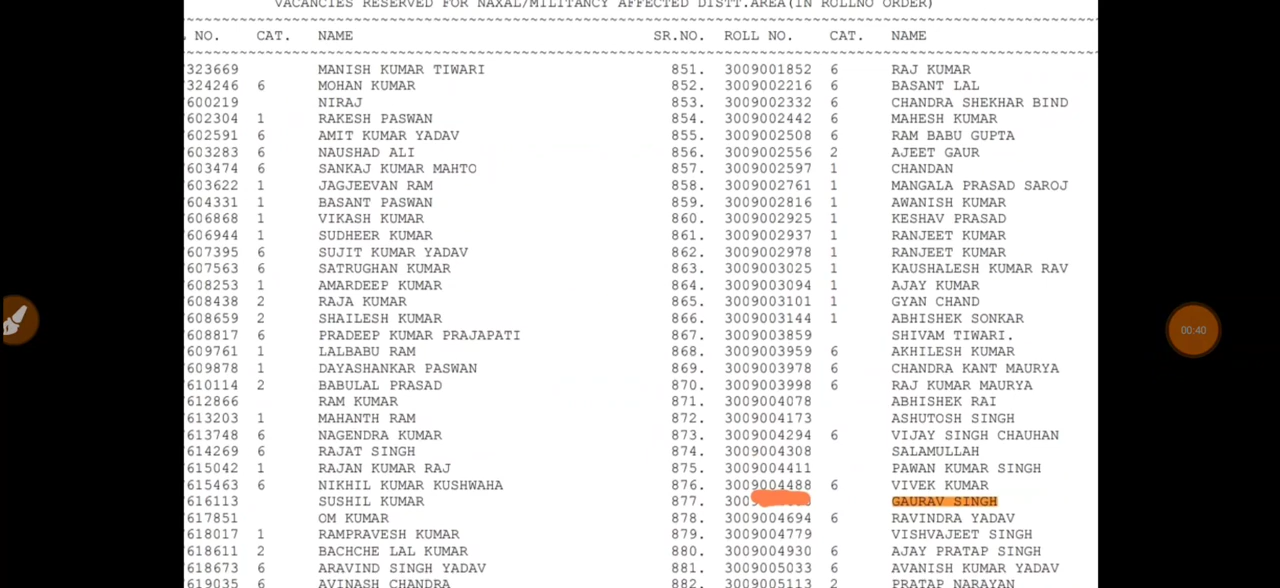 VACANCIES RESERVED FOR NAXAL/MILITANCY AFFECTED DISTT.AREA(IN ROLLNO ORDER)
NO. CAT. NAME SR.NO. ROLL NO. CAT. NAME
323669 MANISH KUMAR TIWARI 851. 3009001852 6 RAJ KUMAR
324246 6 MOHAN KUMAR 852. 3009002216 6 BASANT LAL
600219 NIRAJ 853. 3009002332 6 CHANDRA SHEKHAR BIND
602304 1 RAKESH PASWAN 854. 3009002442 6 MAHESH KUMAR
602591 6 AMIT KUMAR YADAV 855. 3009002508 6 RAM BABU GUPTA
603283 6 NAUSHAD ALI 856. 3009002556 2 AJEET GAUR
603474 6 SANKAJ KUMAR MAHTO 857. 3009002597 1 CHANDAN
603622 1 JAGJEEVAN RAM 858. 3009002761 1 MANGALA PRASAD SAROJ
604331 1 BASANT PASWAN 859. 3009002816 1 AWANISH KUMAR
606868 1 VIKASH KUMAR 860. 3009002925 1 KESHAV PRASAD
606944 1 SUDHEER KUMAR 861. 3009002937 1 RANJEET KUMAR
607395 6 SUJIT KUMAR YADAV 862. 3009002978 1 RANJEET KUMAR
607563 6 SATRUGHAN KUMAR 863. 3009003025 1 KAUSHALESH KUMAR RAV
608253 1 AMARDEEP KUMAR 864. 3009003094 1 AJAY KUMAR
608438 2 RAJA KUMAR 865. 3009003101 1 GYAN CHAND
608659 2 SHAILESH KUMAR 866. 3009003144 1 ABHISHEK SONKAR
608817 6 PRADEEP KUMAR PRAJAPATI 867. 3009003859 SHIVAM TIWARI.
609761 1 LALBABU RAM 868. 3009003959 6 AKHILESH KUMAR
609878 1 DAYASHANKAR PASWAN 869. 3009003978 6 CHANDRA KANT MAURYA
610114 2 BABULAL PRASAD 870. 3009003998 6 RAJ KUMAR MAURYA
612866 RAM KUMAR 871. 3009004078 ABHISHEK RAI
613203 1 MAHANTH RAM 872. 3009004173 ASHUTOSH SINGH
613748 6 NAGENDRA KUMAR 873. 3009004294 6 VIJAY SINGH CHAUHAN
614269 6 RAJAT SINGH 874. 3009004308 SALAMULLAH
615042 1 RAJAN KUMAR RAJ 875. 3009004411 PAWAN KUMAR SINGH
615463 6 NIKHIL KUMAR KUSHWAHA 876. 3009004488 6 VIVEK KUMAR
616113 SUSHIL KUMAR 877. 300 GAURAV SINGH
617851 OM KUMAR 878. 3009004694 6 RAVINDRA YADAV
618017 1 RAMPRAVESH KUMAR 879. 3009004779 VISHVAJEET SINGH
618611 2 BACHCHE LAL KUMAR 880. 3009004930 6 AJAY PRATAP SINGH
618673 6 ARAVIND SINGH YADAV 881. 3009005033 6 AVANISH KUMAR YADAV
619035 6 AVINASH CHANDRA 882. 3009005113 2 PRATAP NARAYAN
00:40